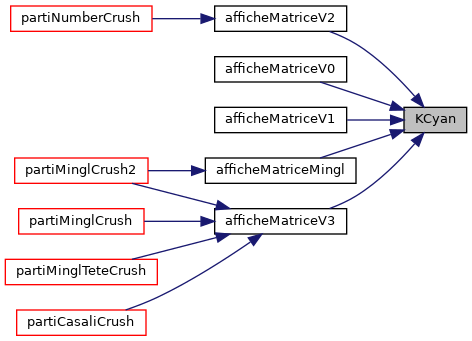 partiNumberCrush
afficheMatriceV2
afficheMatriceV0
afficheMatriceV1
KCyan
partiMinglCrush2
afficheMatriceMingl
partiMinglCrush
afficheMatriceV3
partiMinglTeteCrush
partiCasaliCrush